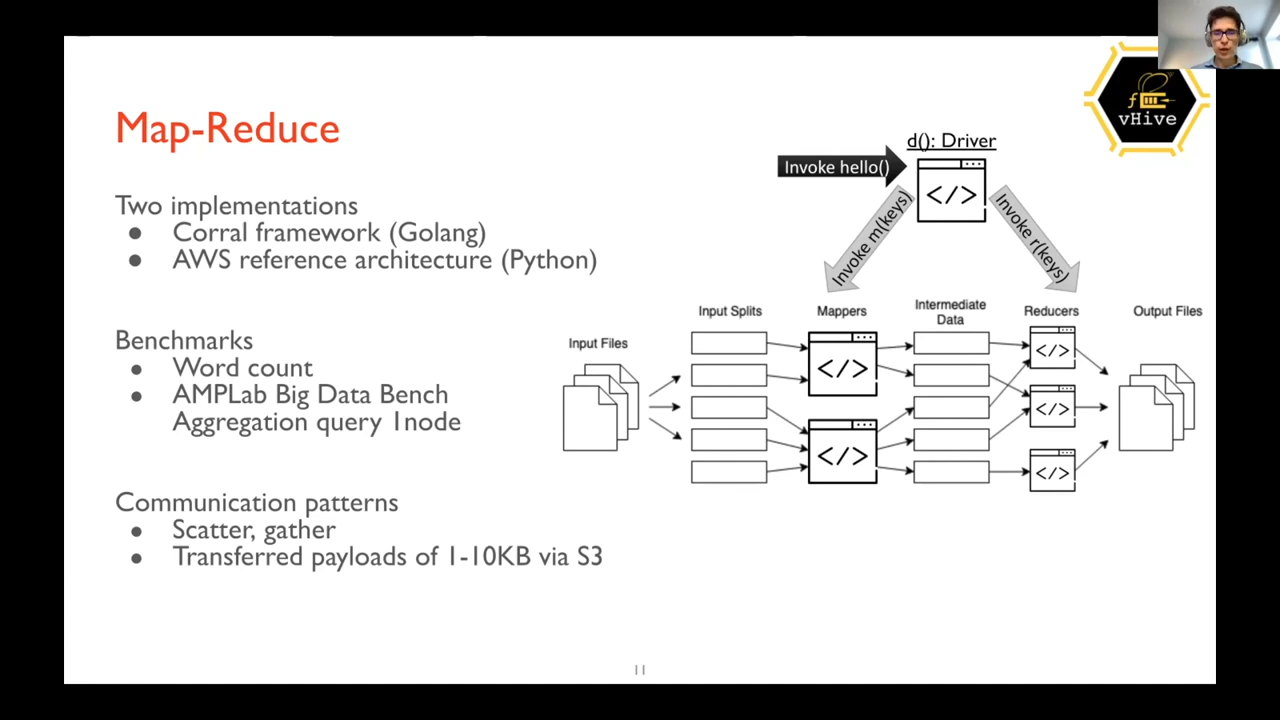 Map-Reduce
Two implementations
● Corral framework (Golang)
● AWS reference architecture (Python)
Benchmarks
● Word count
● AMPLab Big Data Bench
Aggregation query 1node
Communication patterns
● Scatter, gather
● Transferred payloads of 1-10KB via S3
f
vHive
d(): Driver
Invoke hello()
</>
Invoke m(keys)
Invoke r(keys)
Input Files
Input Splits
Mappers
Intermediate
Data
Reducers
Output Files
</>
</>
</>
</>
</>
11